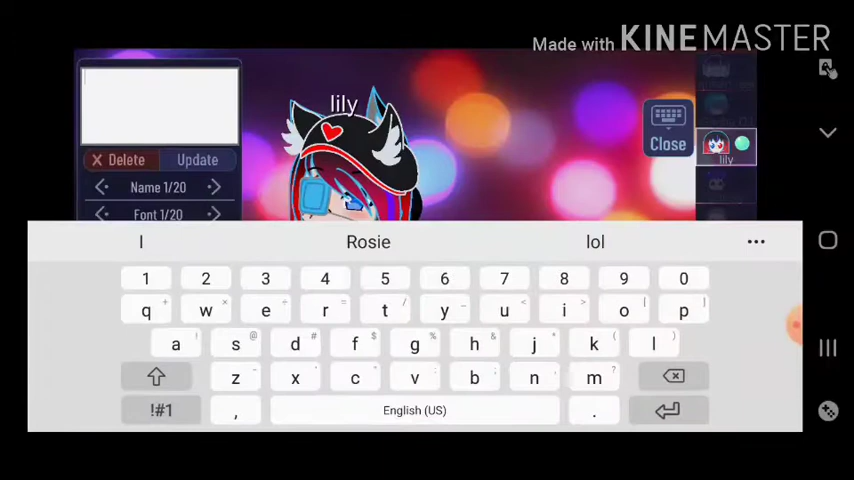 Made with KINEMASTER
lily
Close
X Delete
Update
lily
Name 1/20
Font 1/20
I
Rosie
lol
•••
1 2 3 4 5 6 7 8 9 0
q w e r t y u i o p
a s d f g h j k l
z x c v b n m
!#1
,
English (US)
.